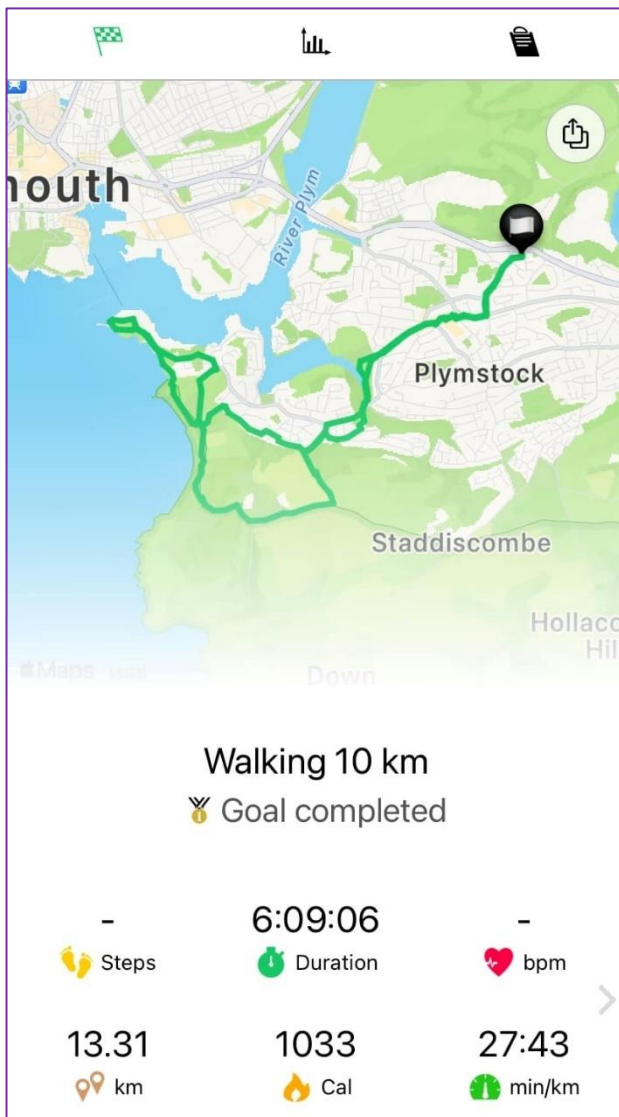 nouth
River Plym
Plymstock
Staddiscombe
Hollaco
Hil
Maps
Down
Walking 10 km
Goal completed
- 6:09:06 -
Steps Duration bpm
13.31 1033 27:43
km Cal min/km